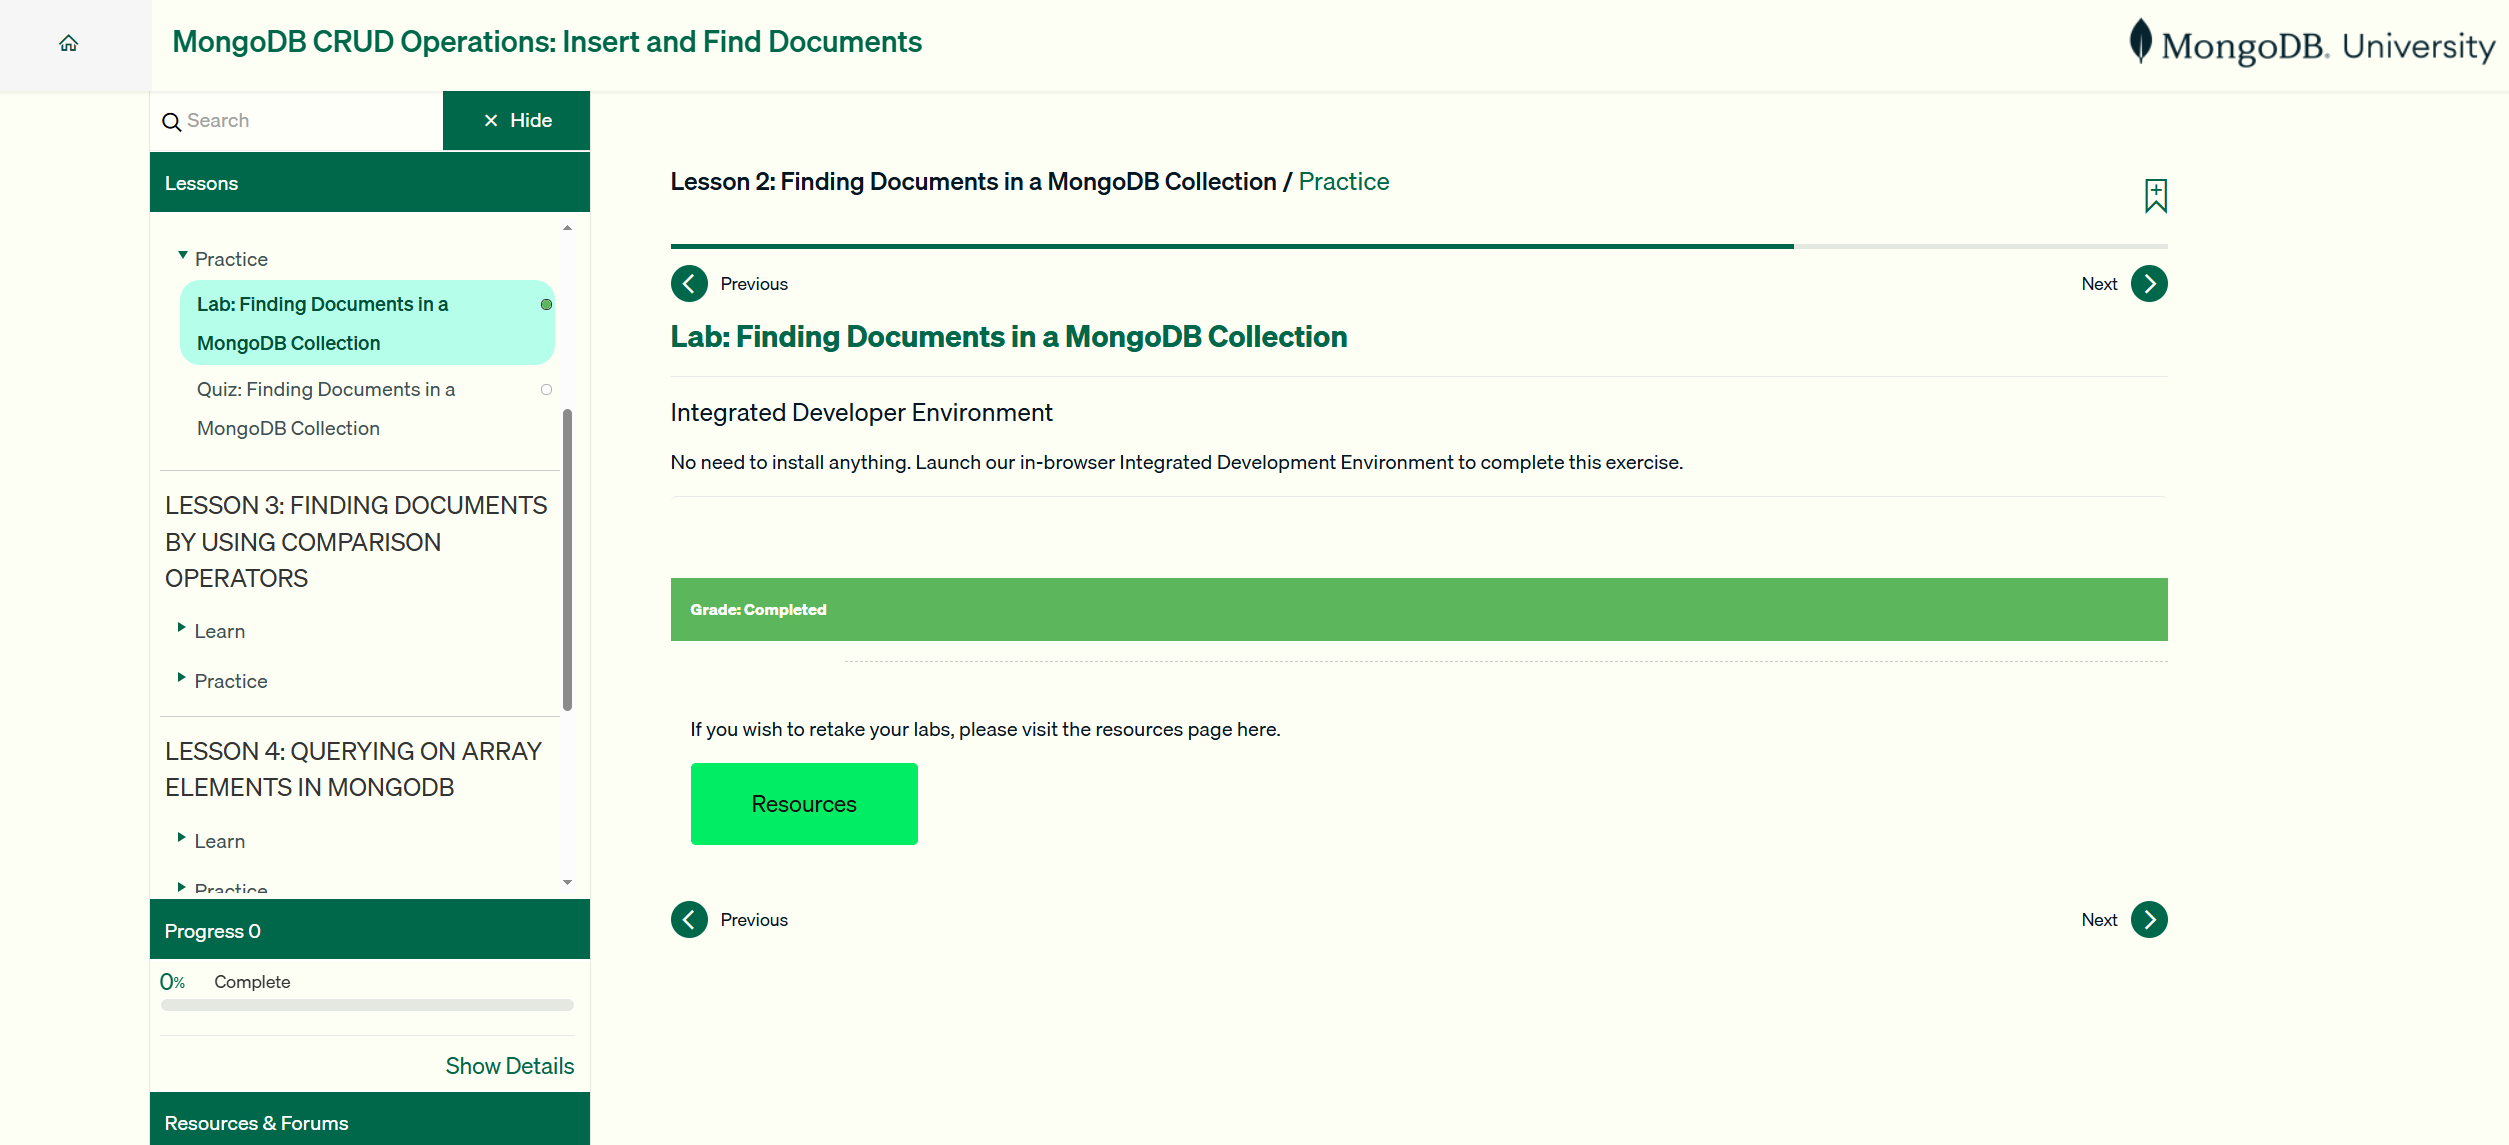 MongoDB CRUD Operations: Insert and Find Documents
MongoDB. University
Search
✕ Hide
Lessons
Practice
Lab: Finding Documents in a
MongoDB Collection
Quiz: Finding Documents in a
MongoDB Collection
LESSON 3: FINDING DOCUMENTS
BY USING COMPARISON
OPERATORS
Learn
Practice
LESSON 4: QUERYING ON ARRAY
ELEMENTS IN MONGODB
Learn
Practice
Progress 0
0% Complete
Show Details
Resources & Forums
Lesson 2: Finding Documents in a MongoDB Collection / Practice
Previous
Next
Lab: Finding Documents in a MongoDB Collection
Integrated Developer Environment
No need to install anything. Launch our in-browser Integrated Development Environment to complete this exercise.
Grade: Completed
If you wish to retake your labs, please visit the resources page here.
Resources
Previous
Next